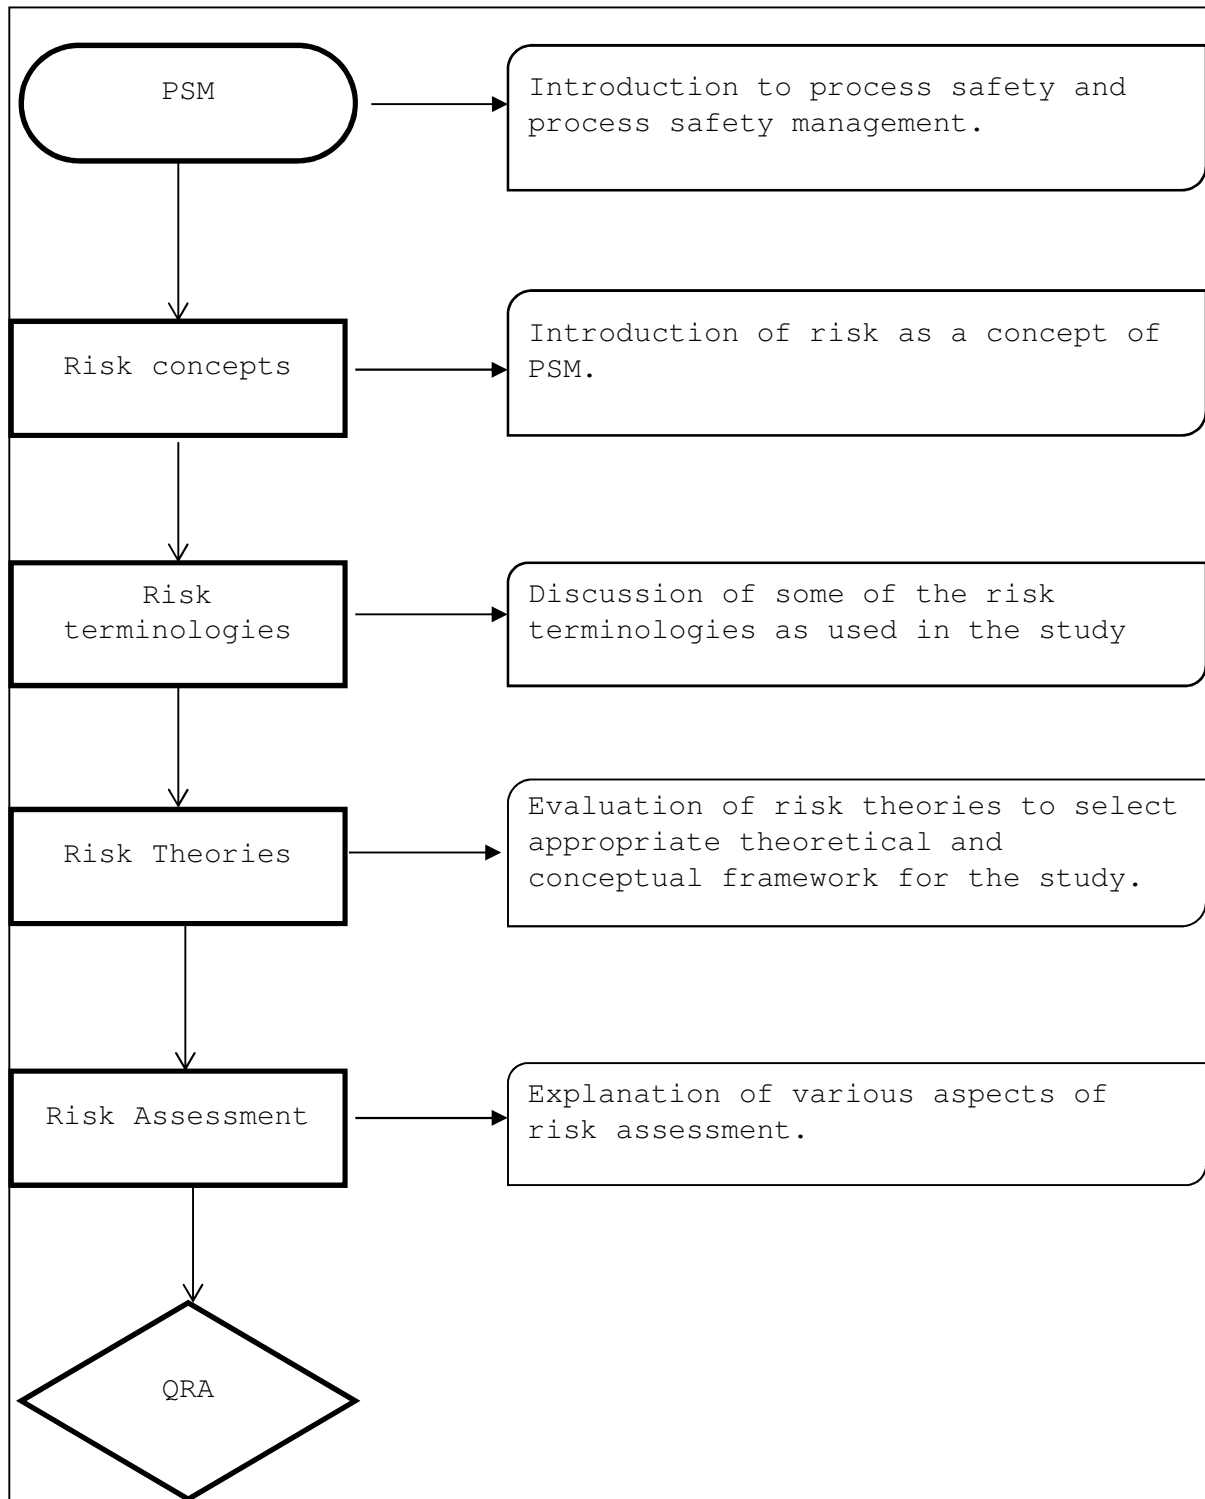 PSM
Introduction to process safety and
process safety management.
Risk concepts
Introduction of risk as a concept of
PSM.
Risk
terminologies
Discussion of some of the risk
terminologies as used in the study
Risk Theories
Evaluation of risk theories to select
appropriate theoretical and
conceptual framework for the study.
Risk Assessment
Explanation of various aspects of
risk assessment.
QRA